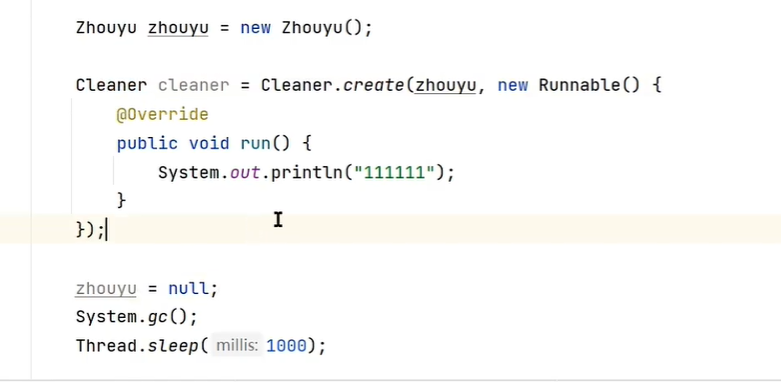 Zhouyu zhouyu = new Zhouyu();
Cleaner cleaner = Cleaner.create(zhouyu, new Runnable() {
@Override
public void run() {
System.out.println("111111");
}
});
zhouyu = null;
System.gc();
Thread.sleep( millis: 1000);